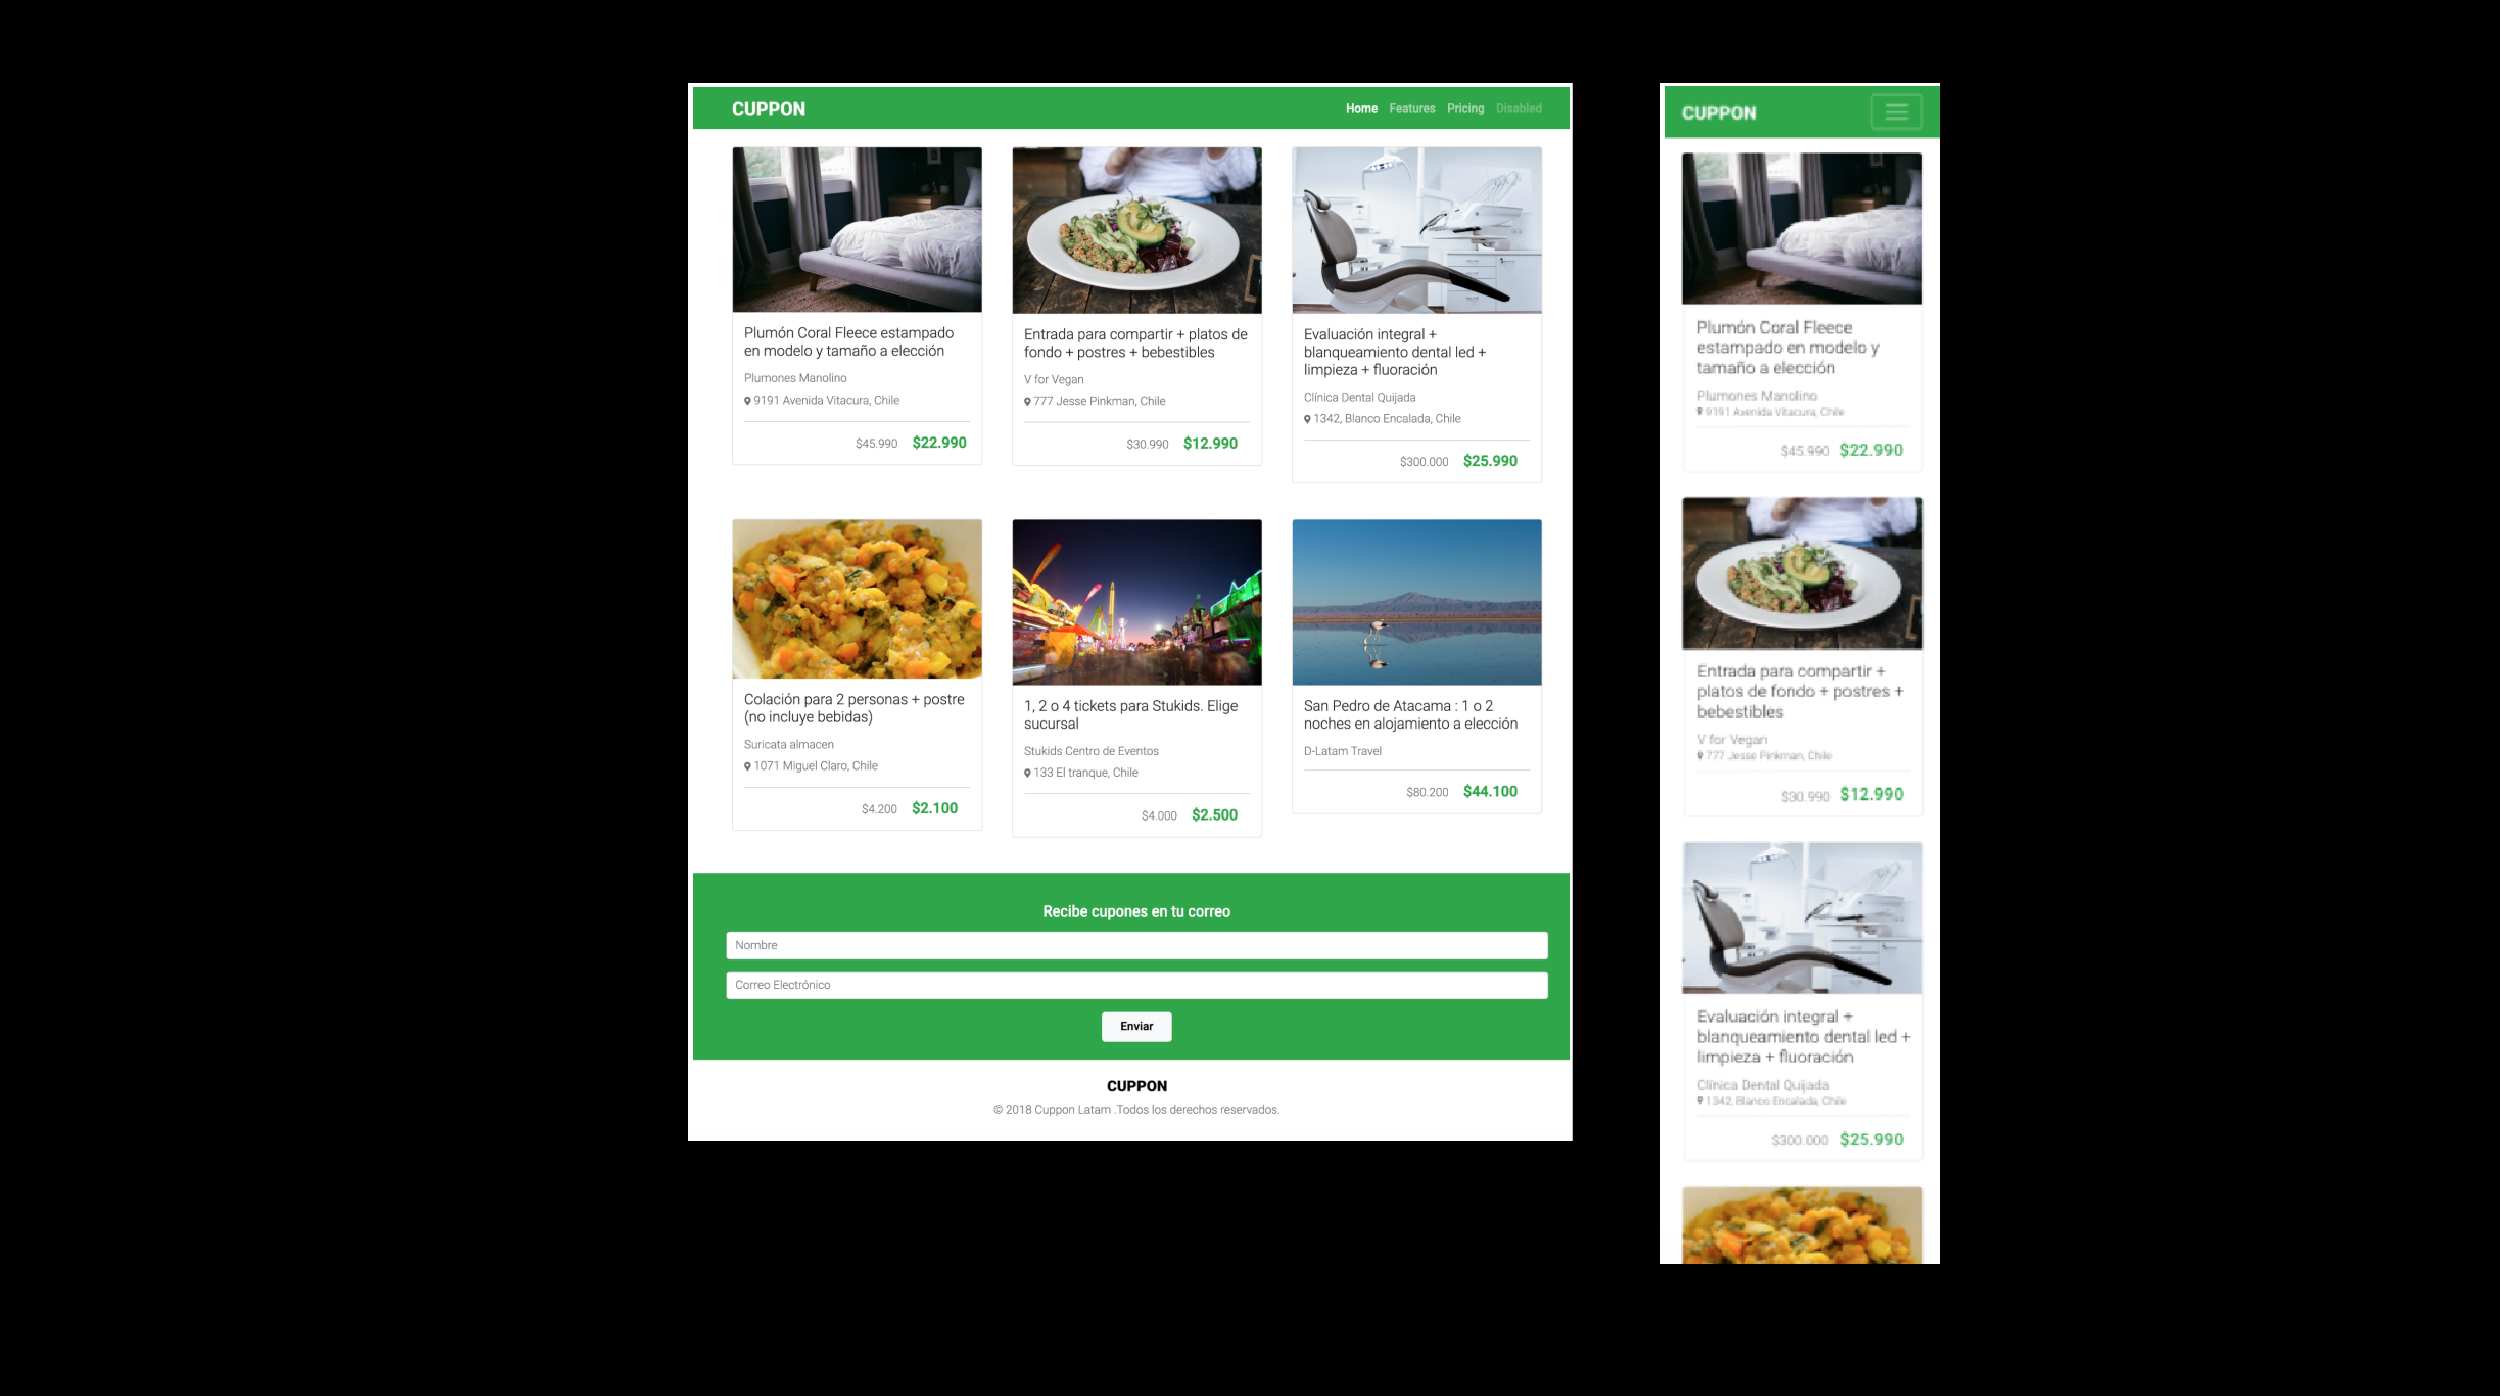 CUPPON
Home Features Pricing Disabled
Plumón Coral Fleece estampado
en modelo y tamaño a elección
Plumones Manolino
9191 Avenida Vitacura, Chile
$45.990 $22.990
Entrada para compartir + platos de
fondo + postres + bebestibles
V for Vegan
777 Jesse Pinkman, Chile
$30.990 $12.990
Evaluación integral +
blanqueamiento dental led +
limpieza + fluoración
Clínica Dental Quijada
1342, Blanco Encalada, Chile
$300.000 $25.990
Colación para 2 personas + postre
(no incluye bebidas)
Suricata almacen
1071 Miguel Claro, Chile
$4.200 $2.100
1, 2 o 4 tickets para Stukids. Elige
sucursal
Stukids Centro de Eventos
133 El tranque, Chile
$4.000 $2.500
San Pedro de Atacama : 1 o 2
noches en alojamiento a elección
D-Latam Travel
$80.200 $44.100
Recibe cupones en tu correo
Nombre
Correo Electrónico
Enviar
CUPPON
© 2018 Cuppon Latam .Todos los derechos reservados.
CUPPON
Plumón Coral Fleece
estampado en modelo y
tamaño a elección
Plumones Manolino
9191 Avenida Vitacura, Chile
$45.990 $22.990
Entrada para compartir +
platos de fondo + postres +
bebestibles
V for Vegan
777 Jesse Pinkman, Chile
$30.990 $12.990
Evaluación integral +
blanqueamiento dental led +
limpieza + fluoración
Clínica Dental Quijada
1342, Blanco Encalada, Chile
$300.000 $25.990